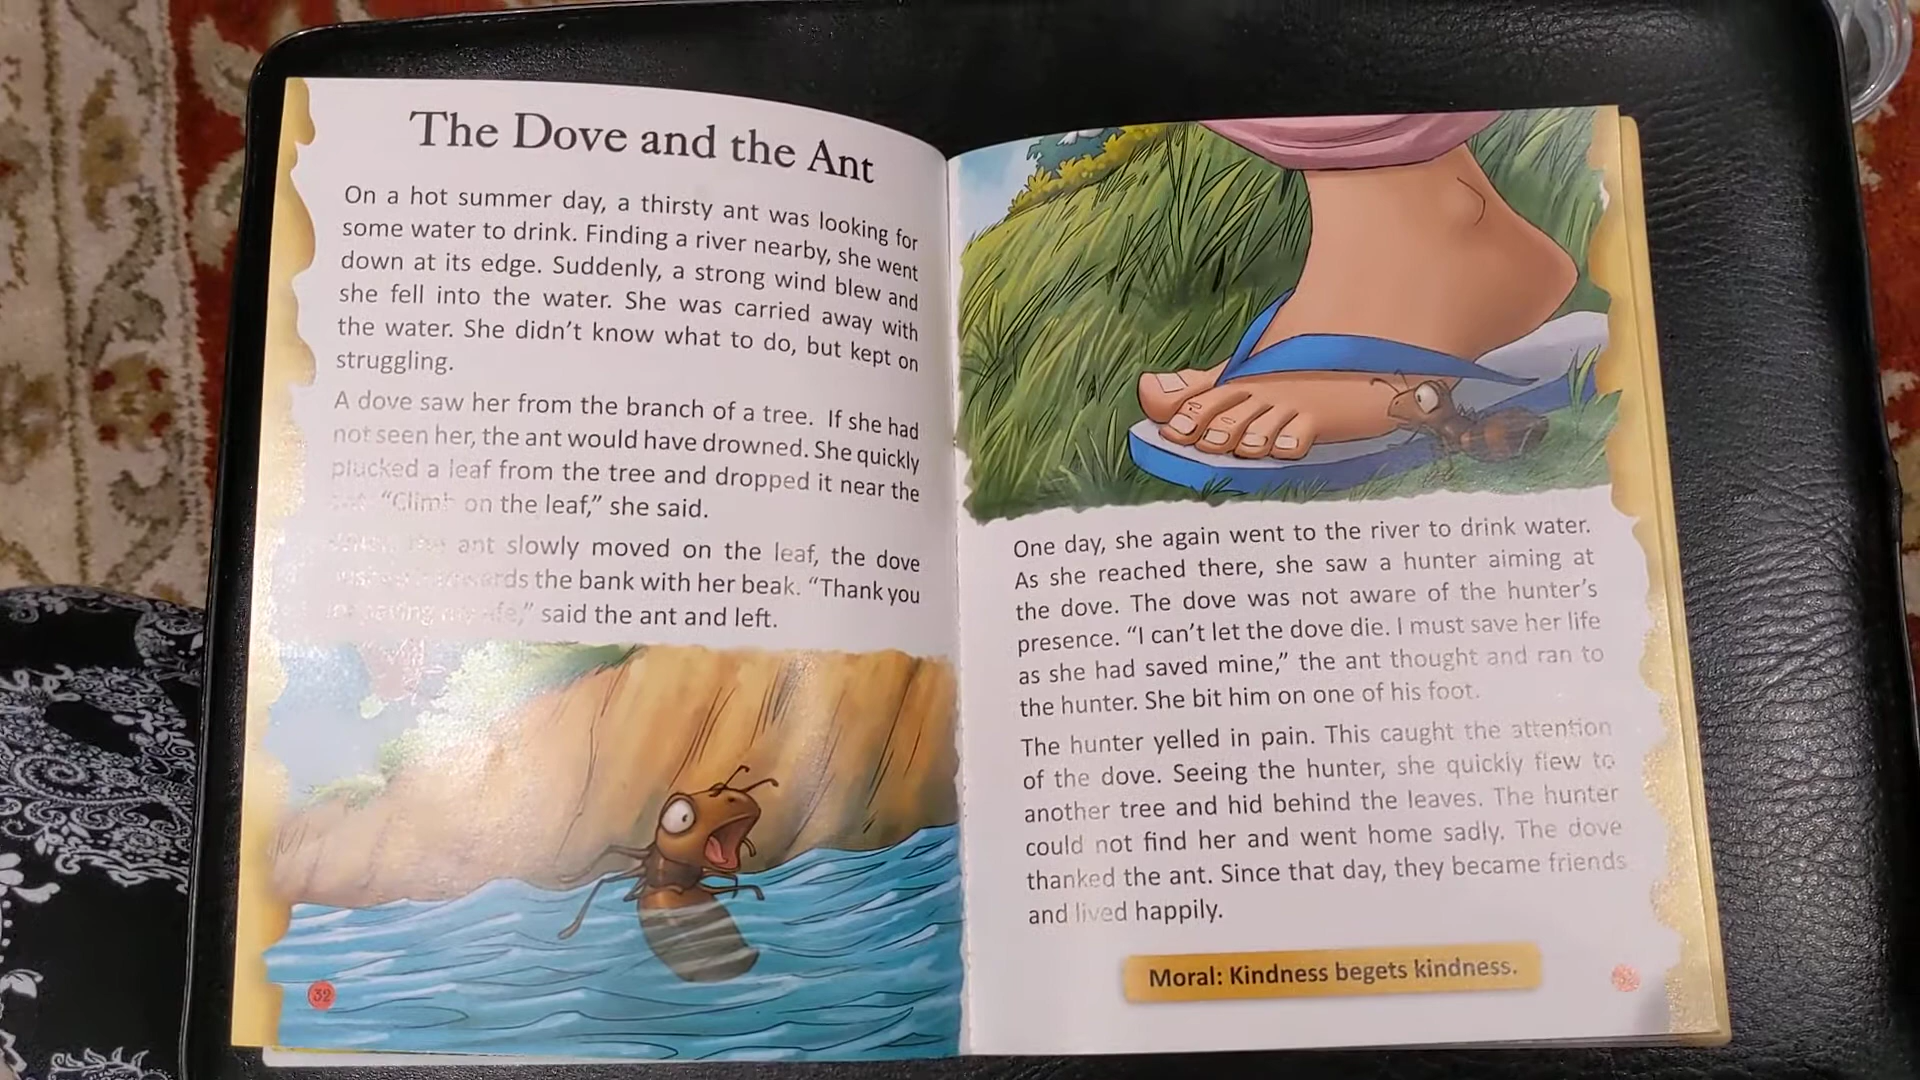 The Dove and the Ant
On a hot summer day, a thirsty ant was looking for
some water to drink. Finding a river nearby, she went
down at its edge. Suddenly, a strong wind blew and
she fell into the water. She was carried away with
the water. She didn't know what to do, but kept on
struggling.
A dove saw her from the branch of a tree. If she had
not seen her, the ant would have drowned. She quickly
plucked a leaf from the tree and dropped it near the
"Climb on the leaf," she said.
ant slowly moved on the leaf, the dove
the bank with her beak. "Thank you
saving my life," said the ant and left.
32
One day, she again went to the river to drink water.
As she reached there, she saw a hunter aiming at
the dove. The dove was not aware of the hunter's
presence. "I can't let the dove die. I must save her life
as she had saved mine," the ant thought and ran to
the hunter. She bit him on one of his foot.
The hunter yelled in pain. This caught the attention
of the dove. Seeing the hunter, she quickly flew to
another tree and hid behind the leaves. The hunter
could not find her and went home sadly. The dove
thanked the ant. Since that day, they became friends
and lived happily.
Moral: Kindness begets kindness.